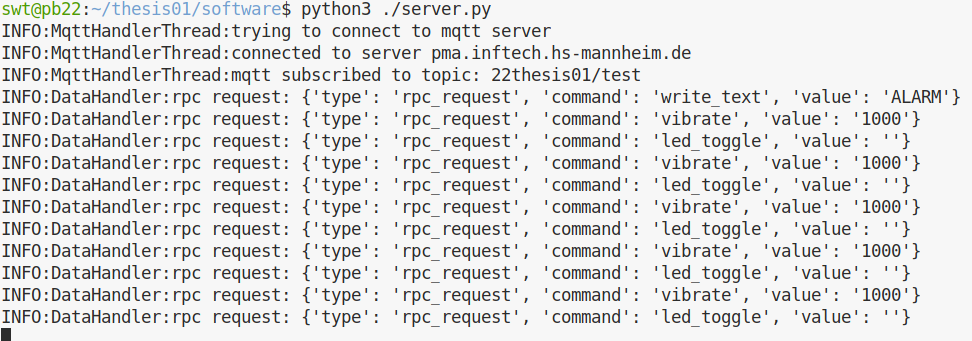 swt@pb22:~/thesis01/software$ python3 ./server.py
INFO:MqttHandlerThread:trying to connect to mqtt server
INFO:MqttHandlerThread:connected to server pma.inftech.hs-mannheim.de
INFO:MqttHandlerThread:mqtt subscribed to topic: 22thesis01/test
INFO:DataHandler:rpc request: {'type': 'rpc_request', 'command': 'write_text', 'value': 'ALARM'}
INFO:DataHandler:rpc request: {'type': 'rpc_request', 'command': 'vibrate', 'value': '1000'}
INFO:DataHandler:rpc request: {'type': 'rpc_request', 'command': 'led_toggle', 'value': ''}
INFO:DataHandler:rpc request: {'type': 'rpc_request', 'command': 'vibrate', 'value': '1000'}
INFO:DataHandler:rpc request: {'type': 'rpc_request', 'command': 'led_toggle', 'value': ''}
INFO:DataHandler:rpc request: {'type': 'rpc_request', 'command': 'vibrate', 'value': '1000'}
INFO:DataHandler:rpc request: {'type': 'rpc_request', 'command': 'led_toggle', 'value': ''}
INFO:DataHandler:rpc request: {'type': 'rpc_request', 'command': 'vibrate', 'value': '1000'}
INFO:DataHandler:rpc request: {'type': 'rpc_request', 'command': 'led_toggle', 'value': ''}
INFO:DataHandler:rpc request: {'type': 'rpc_request', 'command': 'vibrate', 'value': '1000'}
INFO:DataHandler:rpc request: {'type': 'rpc_request', 'command': 'led_toggle', 'value': ''}